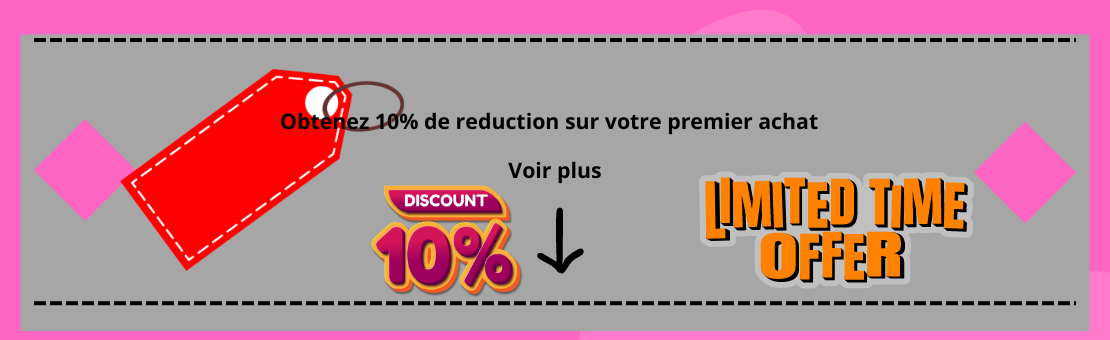 Obtenez 10% de reduction sur votre premier achat
Voir plus
DISCOUNT
10%
LIMITED TIME
OFFER